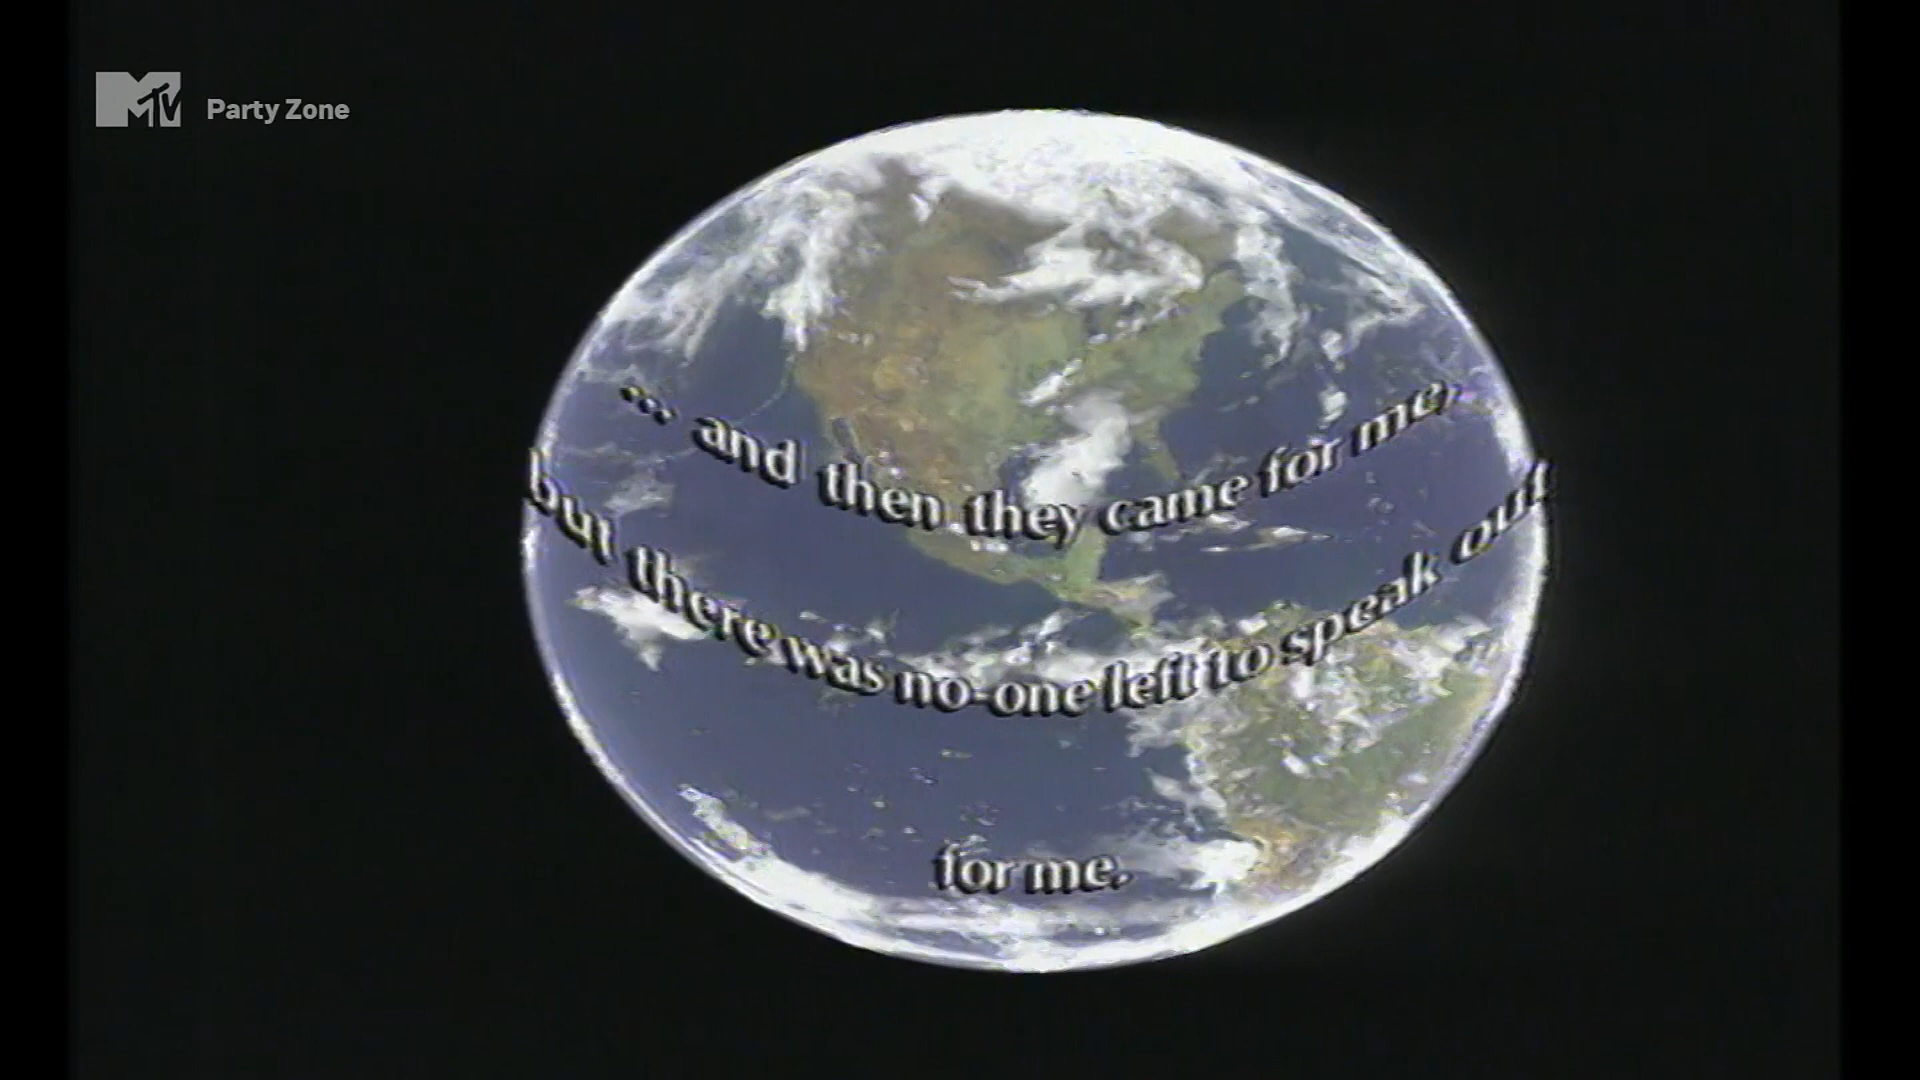 MTV Party Zone
... and then they came for me,
but there was no-one left to speak out
for me.